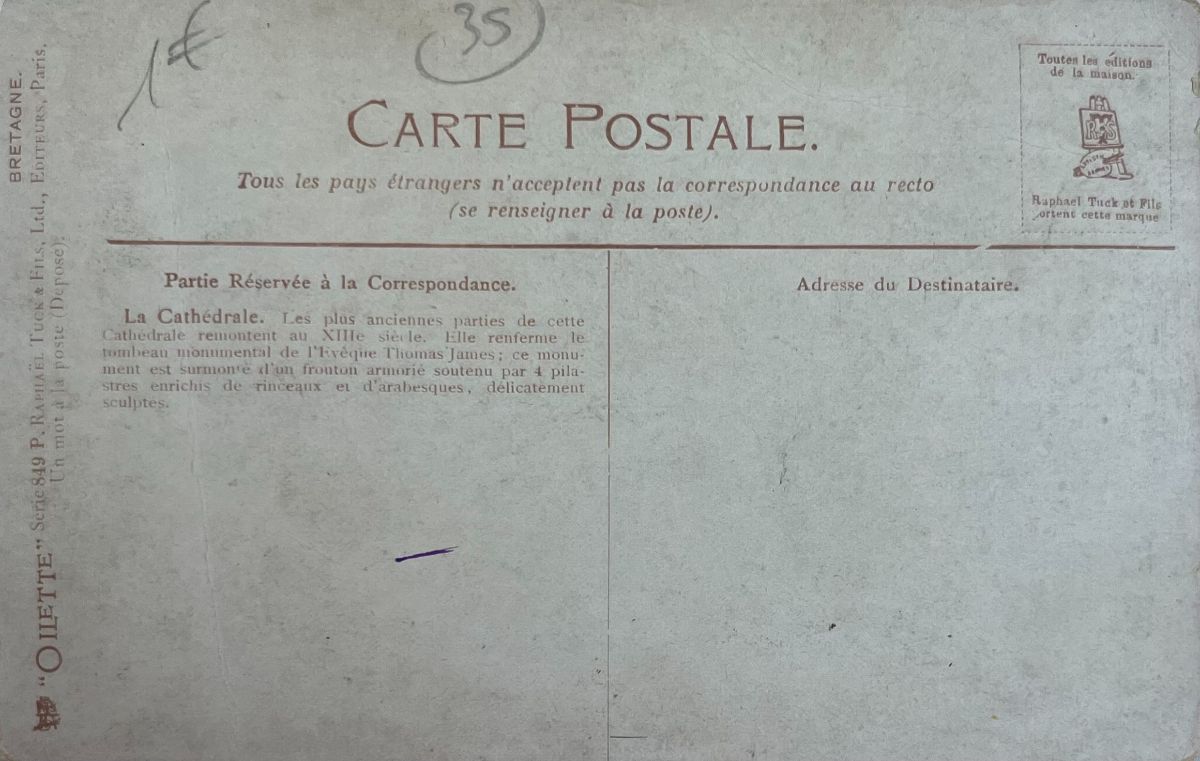 1€
35
CARTE POSTALE.
Tous les pays étrangers n'acceptent pas la correspondance au recto
(se renseigner à la poste).
Toutes les éditions
de la maison
Raphael Tuck et Fils
portent cette marque
Partie Réservée à la Correspondance.
La Cathédrale. Les plus anciennes parties de cette
Cathédrale remontent au XIIIe siècle. Elle renferme le
tombeau monumental de l'Evêque Thomas James; ce monu-
ment est surmonté d'un fronton armorié soutenu par 4 pila-
stres enrichis de rinceaux et d'arabesques, délicatement
sculptés.
Adresse du Destinataire.
BRETAGNE.
"OILETTE" Serie 849 P. RAPHAËL TUCK & FILS, Ltd., EDITEURS, Paris.
Un mot à la poste (Déposé).